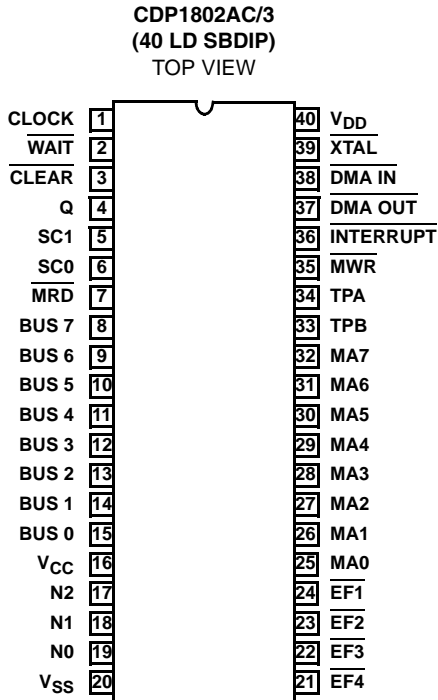 CDP1802AC/3
(40 LD SBDIP)
TOP VIEW
CLOCK 1 40 VDD
WAIT 2 39 XTAL
CLEAR 3 38 DMA IN
Q 4 37 DMA OUT
SC1 5 36 INTERRUPT
SC0 6 35 MWR
MRD 7 34 TPA
BUS 7 8 33 TPB
BUS 6 9 32 MA7
BUS 5 10 31 MA6
BUS 4 11 30 MA5
BUS 3 12 29 MA4
BUS 2 13 28 MA3
BUS 1 14 27 MA2
BUS 0 15 26 MA1
VCC 16 25 MA0
N2 17 24 EF1
N1 18 23 EF2
N0 19 22 EF3
VSS 20 21 EF4